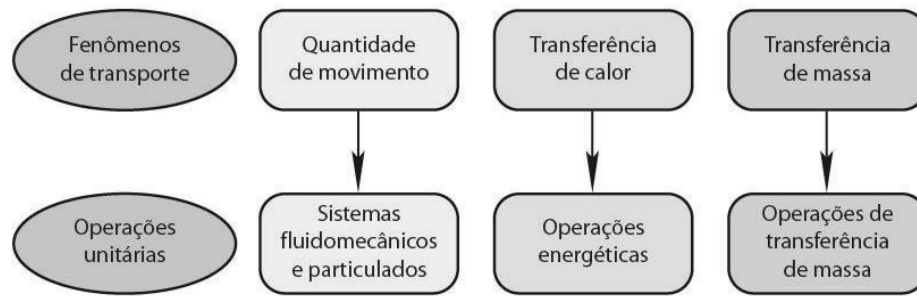 Fenômenos
de transporte
Quantidade
de movimento
Transferência
de calor
Transferência
de massa
Operações
unitárias
Sistemas
fluidomecânicos
e particulados
Operações
energéticas
Operações de
transferência
de massa